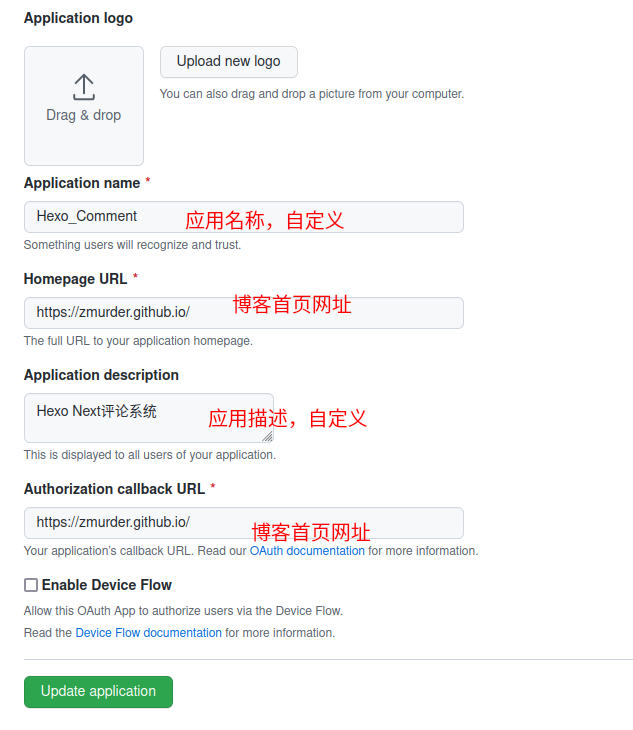 Application logo
Drag & drop
Upload new logo
You can also drag and drop a picture from your computer.
Application name *
Hexo_Comment 应用名称，自定义
Something users will recognize and trust.
Homepage URL *
https://zmurder.github.io/ 博客首页网址
The full URL to your application homepage.
Application description
Hexo Next评论系统 应用描述，自定义
This is displayed to all users of your application.
Authorization callback URL *
https://zmurder.github.io/ 博客首页网址
Your application's callback URL. Read our OAuth documentation for more information.
Enable Device Flow
Allow this OAuth App to authorize users via the Device Flow.
Read the Device Flow documentation for more information.
Update application